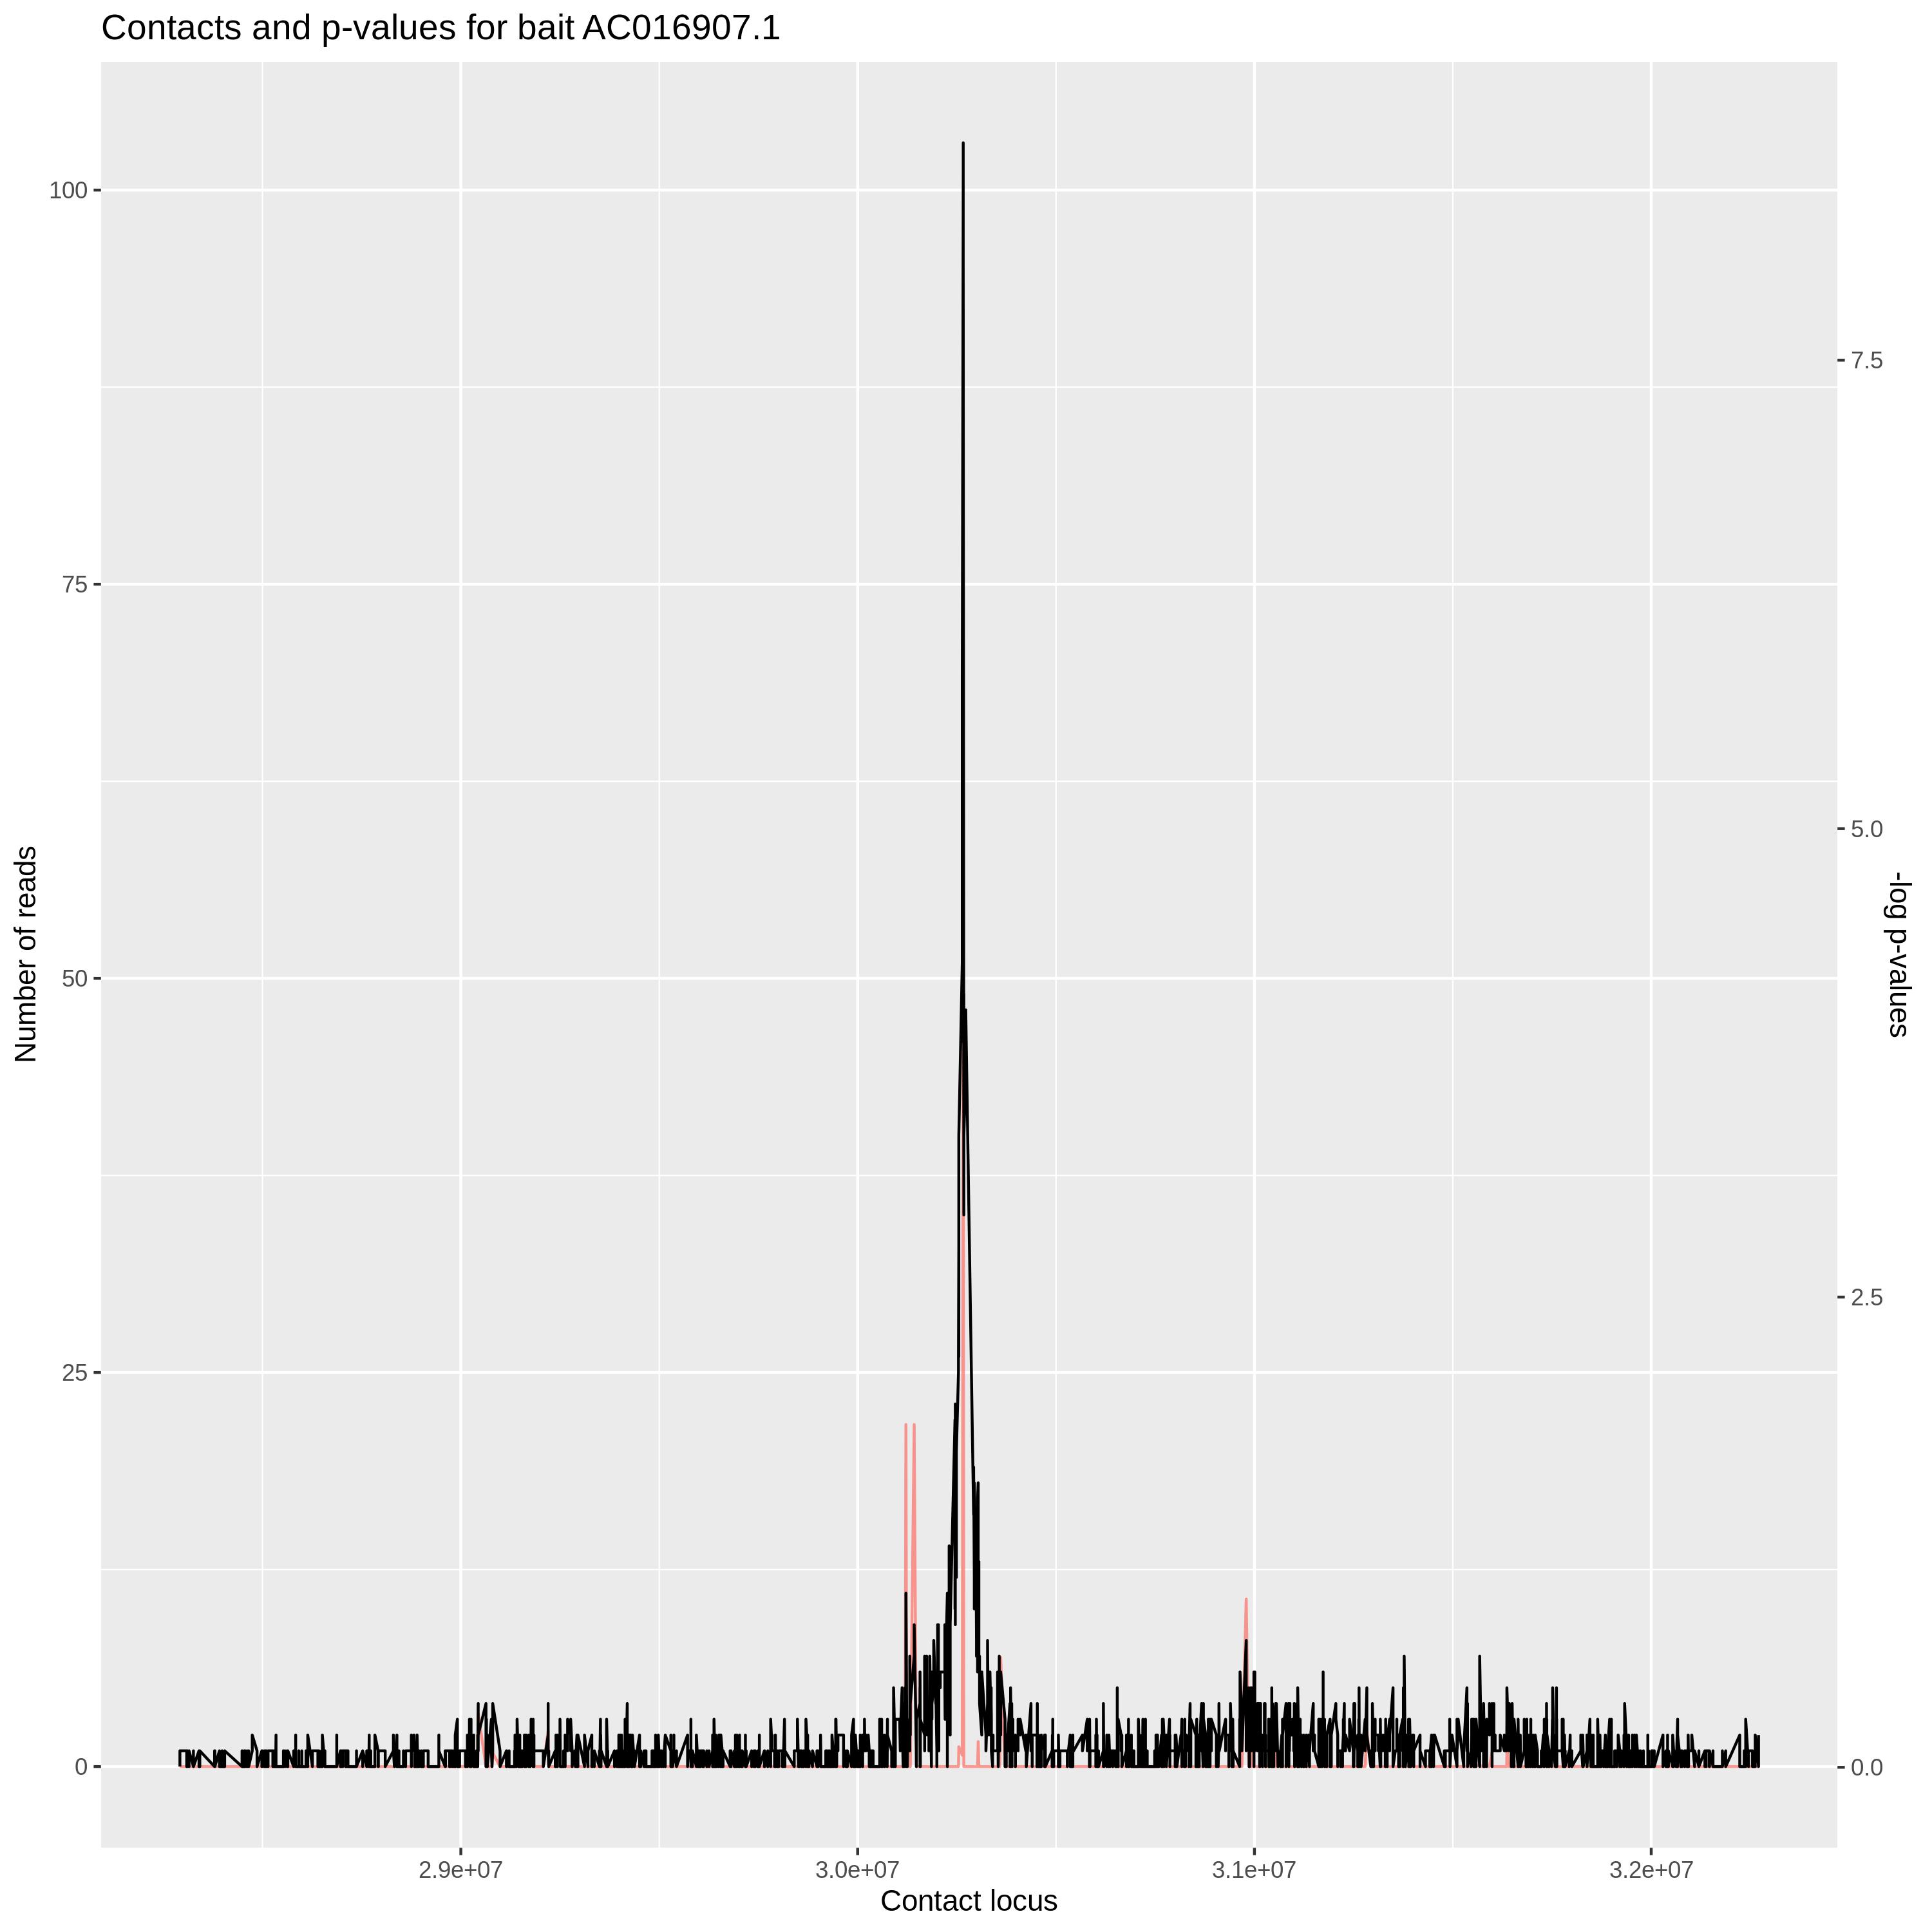 Contacts and p-values for bait AC016907.1
100
75
50
25
0
Number of reads
7.5
5.0
2.5
0.0
-log p-values
2.9e+07
3.0e+07
3.1e+07
3.2e+07
Contact locus